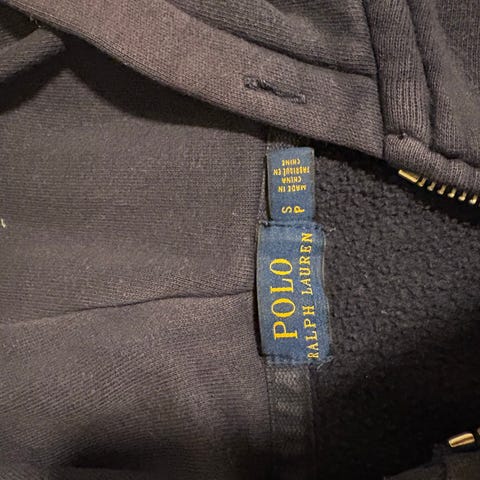 POLO
RALPH LAUREN
S
P
MADE IN
CHINA
FABRIQUÉ EN
CHINE